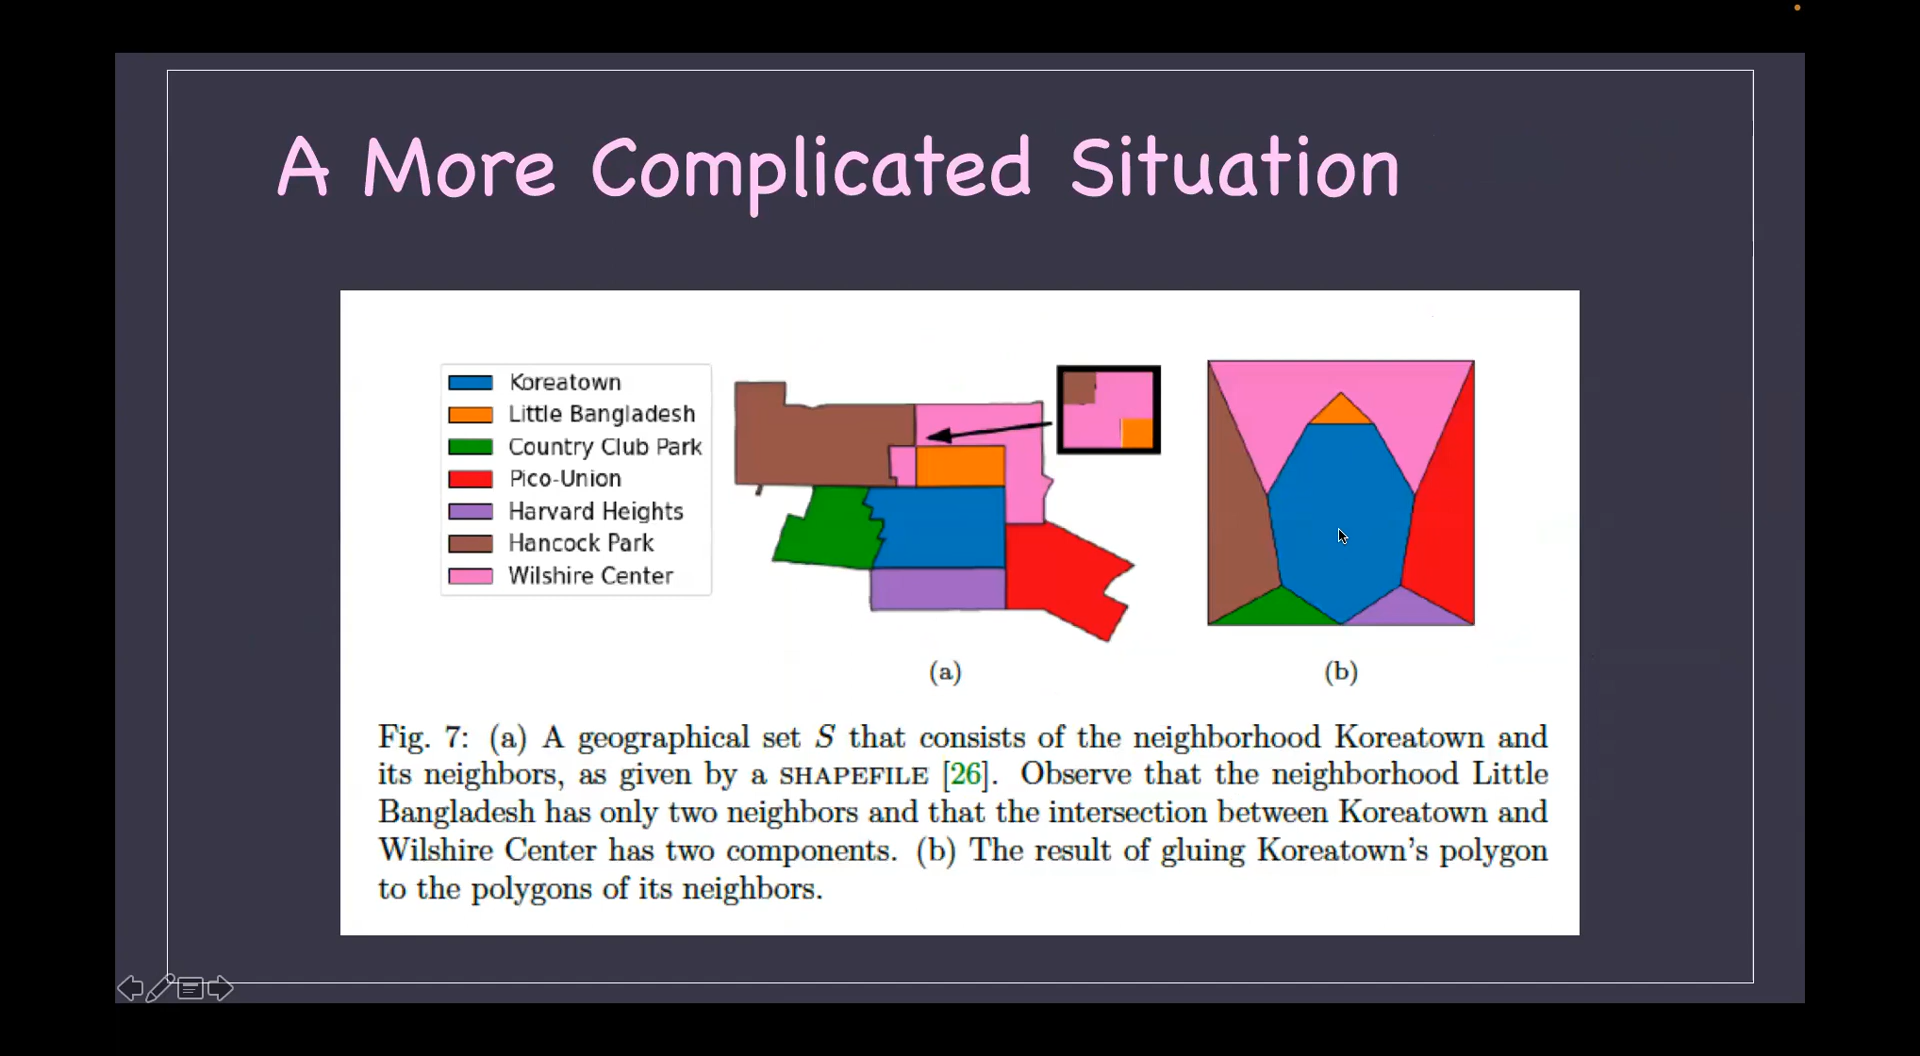 A More Complicated Situation
Koreatown
Little Bangladesh
Country Club Park
Pico-Union
Harvard Heights
Hancock Park
Wilshire Center
(a)
(b)
Fig. 7: (a) A geographical set S that consists of the neighborhood Koreatown and
its neighbors, as given by a SHAPEFILE [26]. Observe that the neighborhood Little
Bangladesh has only two neighbors and that the intersection between Koreatown and
Wilshire Center has two components. (b) The result of gluing Koreatown's polygon
to the polygons of its neighbors.